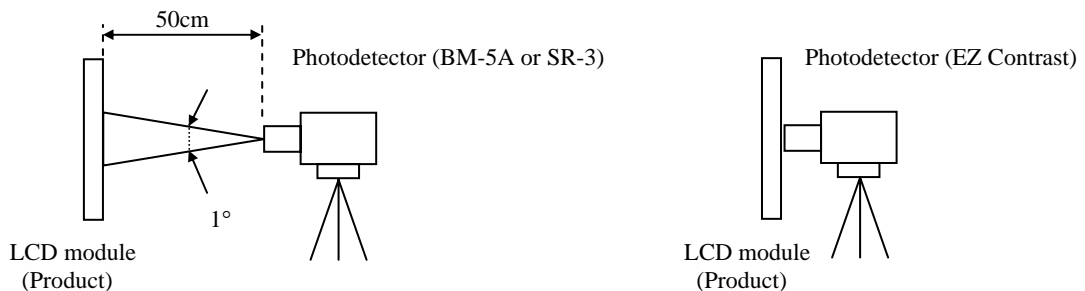 50cm
Photodetector (BM-5A or SR-3)
1°
LCD module
(Product)
Photodetector (EZ Contrast)
LCD module
(Product)